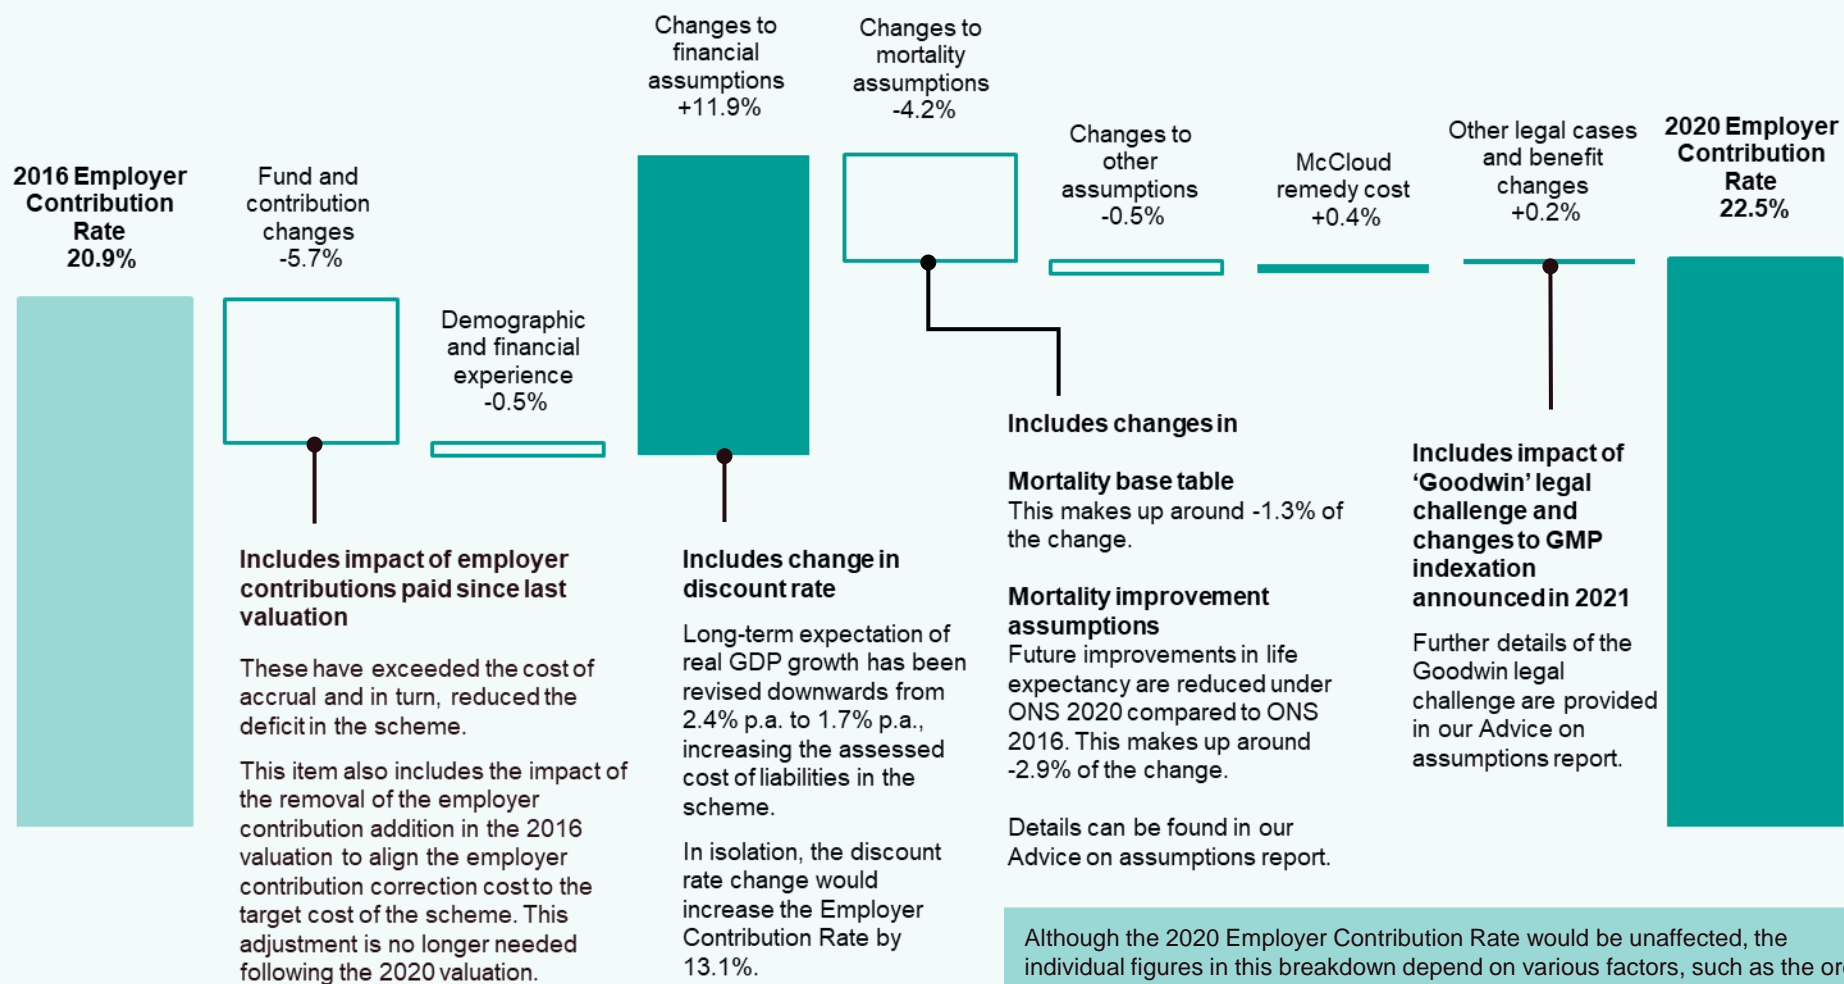 2016 Employer
Contribution
Rate
20.9%
Fund and
contribution
changes
-5.7%
Demographic
and financial
experience
-0.5%
Changes to
financial
assumptions
+11.9%
Changes to
mortality
assumptions
-4.2%
Changes to
other
assumptions
-0.5%
McCloud
remedy cost
+0.4%
Other legal cases
and benefit
changes
+0.2%
2020 Employer
Contribution
Rate
22.5%
Includes impact of employer
contributions paid since last
valuation
These have exceeded the cost of
accrual and in turn, reduced the
deficit in the scheme.
This item also includes the impact of
the removal of the employer
contribution addition in the 2016
valuation to align the employer
contribution correction cost to the
target cost of the scheme. This
adjustment is no longer needed
following the 2020 valuation.
Includes change in
discount rate
Long-term expectation of
real GDP growth has been
revised downwards from
2.4% p.a. to 1.7% p.a.,
increasing the assessed
cost of liabilities in the
scheme.
In isolation, the discount
rate change would
increase the Employer
Contribution Rate by
13.1%.
Includes changes in
Mortality base table
This makes up around -1.3% of
the change.
Mortality improvement
assumptions
Future improvements in life
expectancy are reduced under
ONS 2020 compared to ONS
2016. This makes up around
-2.9% of the change.
Details can be found in our
Advice on assumptions report.
Includes impact of
‘Goodwin’ legal
challenge and
changes to GMP
indexation
announced in 2021
Further details of the
Goodwin legal
challenge are provided
in our Advice on
assumptions report.
Although the 2020 Employer Contribution Rate would be unaffected, the
individual figures in this breakdown depend on various factors, such as the